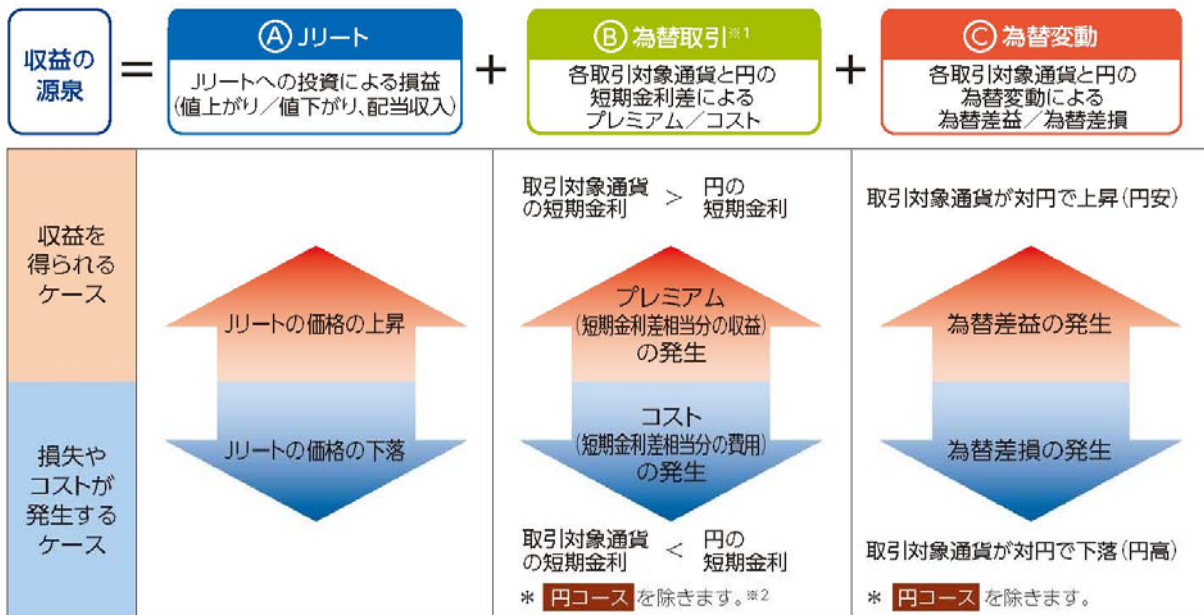 収益の
源泉
=
Ⓐ Jリート
Jリートへの投資による損益
(値上がり/値下がり、配当収入)
+
Ⓑ 為替取引※1
各取引対象通貨と円の
短期金利差による
プレミアム/コスト
+
Ⓒ 為替変動
各取引対象通貨と円の
為替変動による
為替差益/為替差損
収益を
得られる
ケース
Jリートの価格の上昇
取引対象通貨の短期金利 > 円の短期金利
プレミアム
(短期金利差相当分の収益)
の発生
取引対象通貨が対円で上昇(円安)
為替差益の発生
損失や
コストが
発生する
ケース
Jリートの価格の下落
コスト
(短期金利差相当分の費用)
の発生
取引対象通貨の短期金利 < 円の短期金利
* 円コース を除きます。※2
為替差損の発生
取引対象通貨が対円で下落(円高)
* 円コース を除きます。